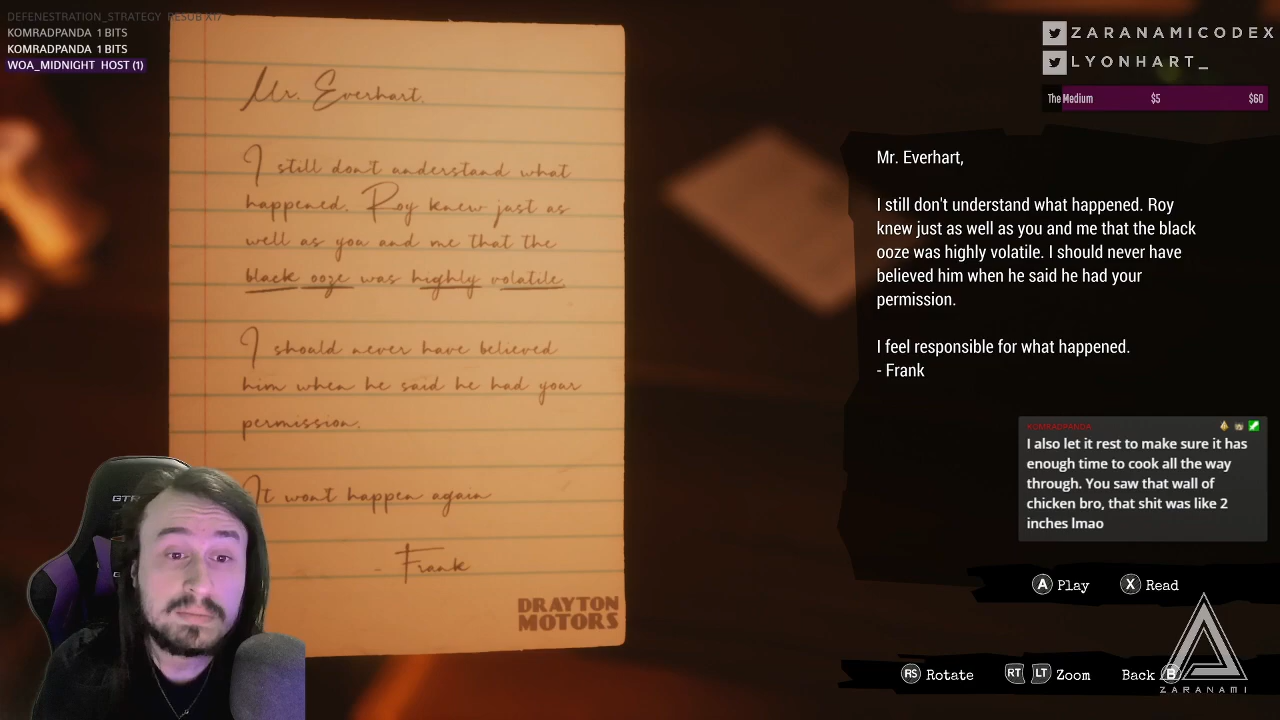 DEFENESTRATION_STRATEGY RESUB X17
KOMRADPANDA 1 BITS
KOMRADPANDA 1 BITS
WOA_MIDNIGHT HOST (1)
Mr. Everhart,
I still don't understand what
happened. Roy knew just as
well as you and me that the
black ooze was highly volatile.
I should never have believed
him when he said he had your
permission.
It won't happen again
- Frank
DRAYTON
MOTORS
GTR
ZARANAMICODEX
LYONHART_
The Medium $5 $60
Mr. Everhart,
I still don't understand what happened. Roy
knew just as well as you and me that the black
ooze was highly volatile. I should never have
believed him when he said he had your
permission.
I feel responsible for what happened.
- Frank
KOMRADPANDA
I also let it rest to make sure it has
enough time to cook all the way
through. You saw that wall of
chicken bro, that shit was like 2
inches lmao
A Play X Read
RS Rotate RT LT Zoom Back B
ZARANAMI